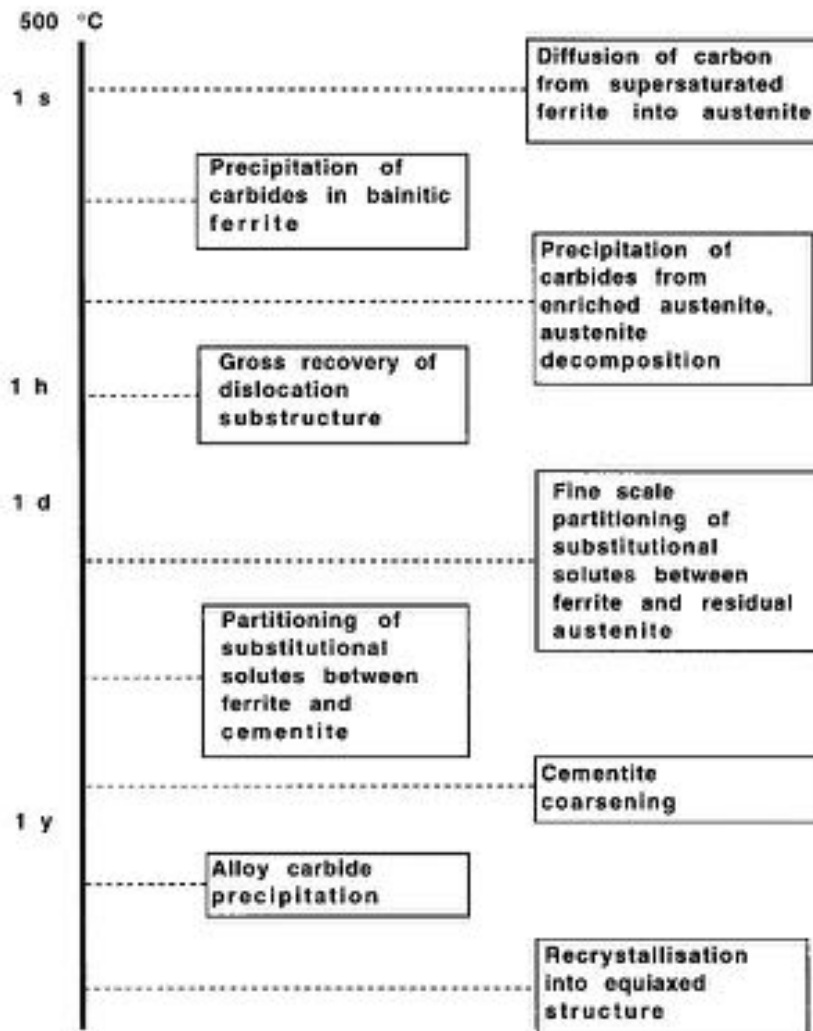 500 °C
1 s
Diffusion of carbon
from supersaturated
ferrite into austenite
Precipitation of
carbides in bainitic
ferrite
Precipitation of
carbides from
enriched austenite,
austenite
decomposition
Gross recovery of
dislocation
substructure
1 h
1 d
Fine scale
partitioning of
substitutional
solutes between
ferrite and residual
austenite
Partitioning of
substitutional
solutes between
ferrite and
cementite
Cementite
coarsening
1 y
Alloy carbide
precipitation
Recrystallisation
into equiaxed
structure